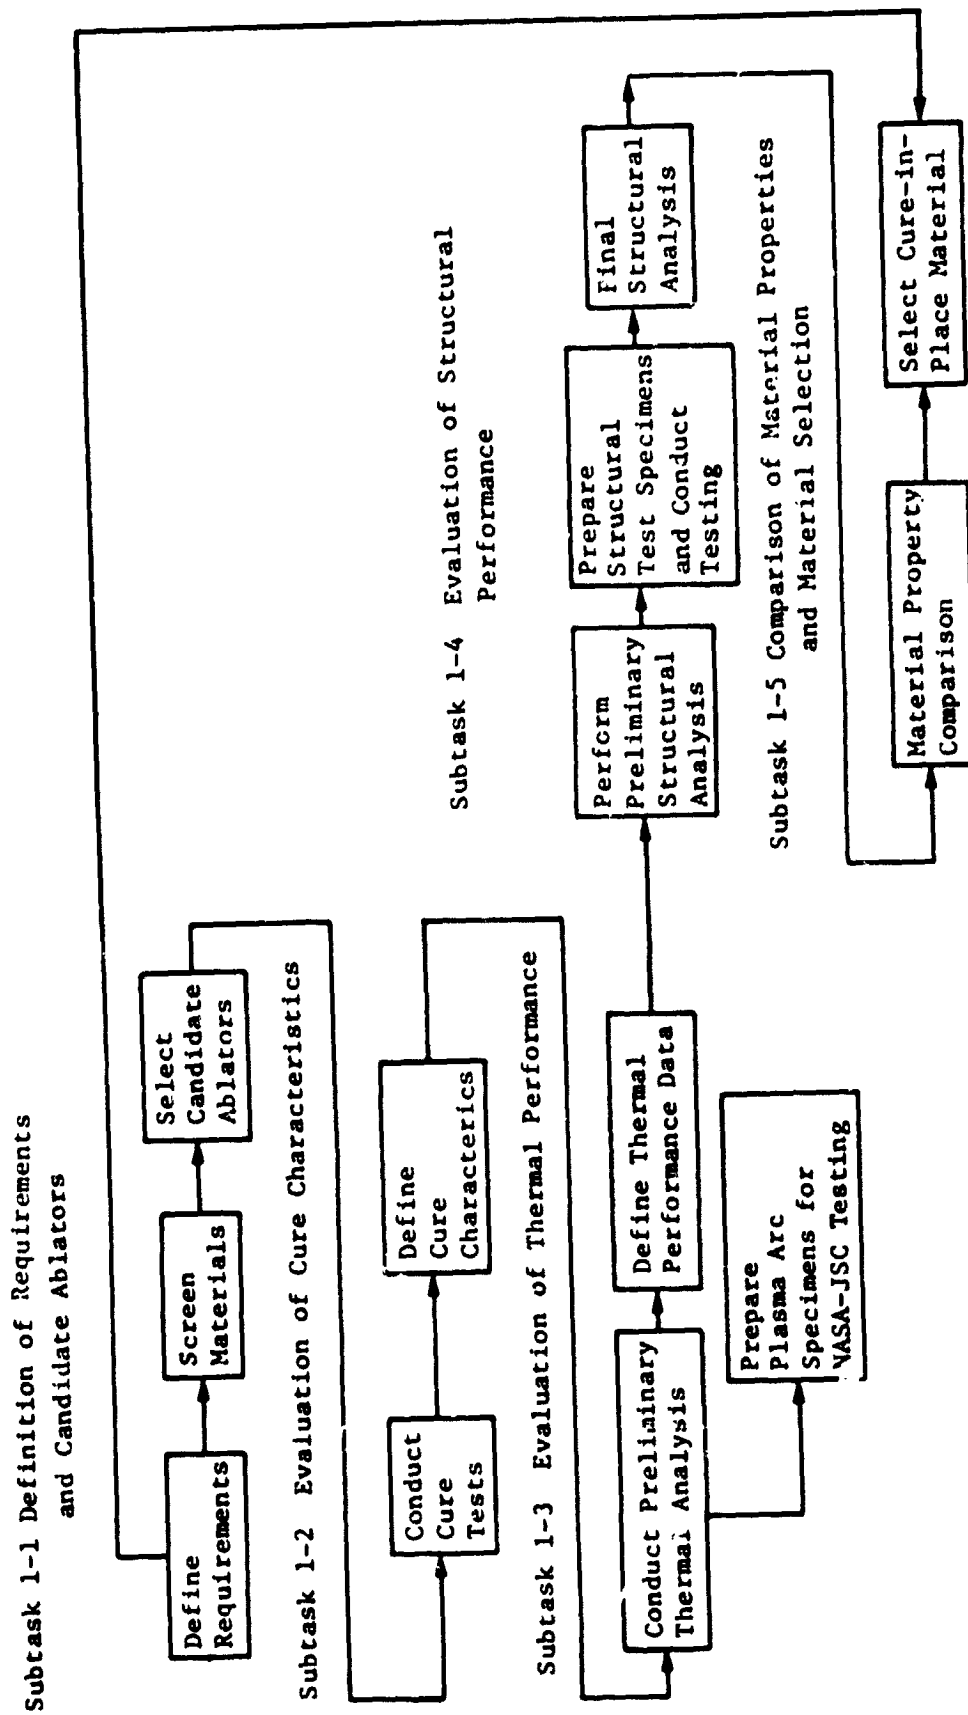 Subtask 1-1 Definition of Requirements
and Candidate Ablators
Define
Requirements
Screen
Materials
Select
Candidate
Ablators
Subtask 1-2 Evaluation of Cure Characteristics
Conduct
Cure
Tests
Define
Cure
Characterics
Subtask 1-3 Evaluation of Thermal Performance
Conduct Preliminary
Thermal Analysis
Define Thermal
Performance Data
Prepare
Plasma Arc
Specimens for
NASA-JSC Testing
Subtask 1-4 Evaluation of Structural
Performance
Perform
Preliminary
Structural
Analysis
Prepare
Structural
Test Specimens
and Conduct
Testing
Final
Structural
Analysis
Subtask 1-5 Comparison of Material Properties
and Material Selection
Material Property
Comparison
Select Cure-in-
Place Material